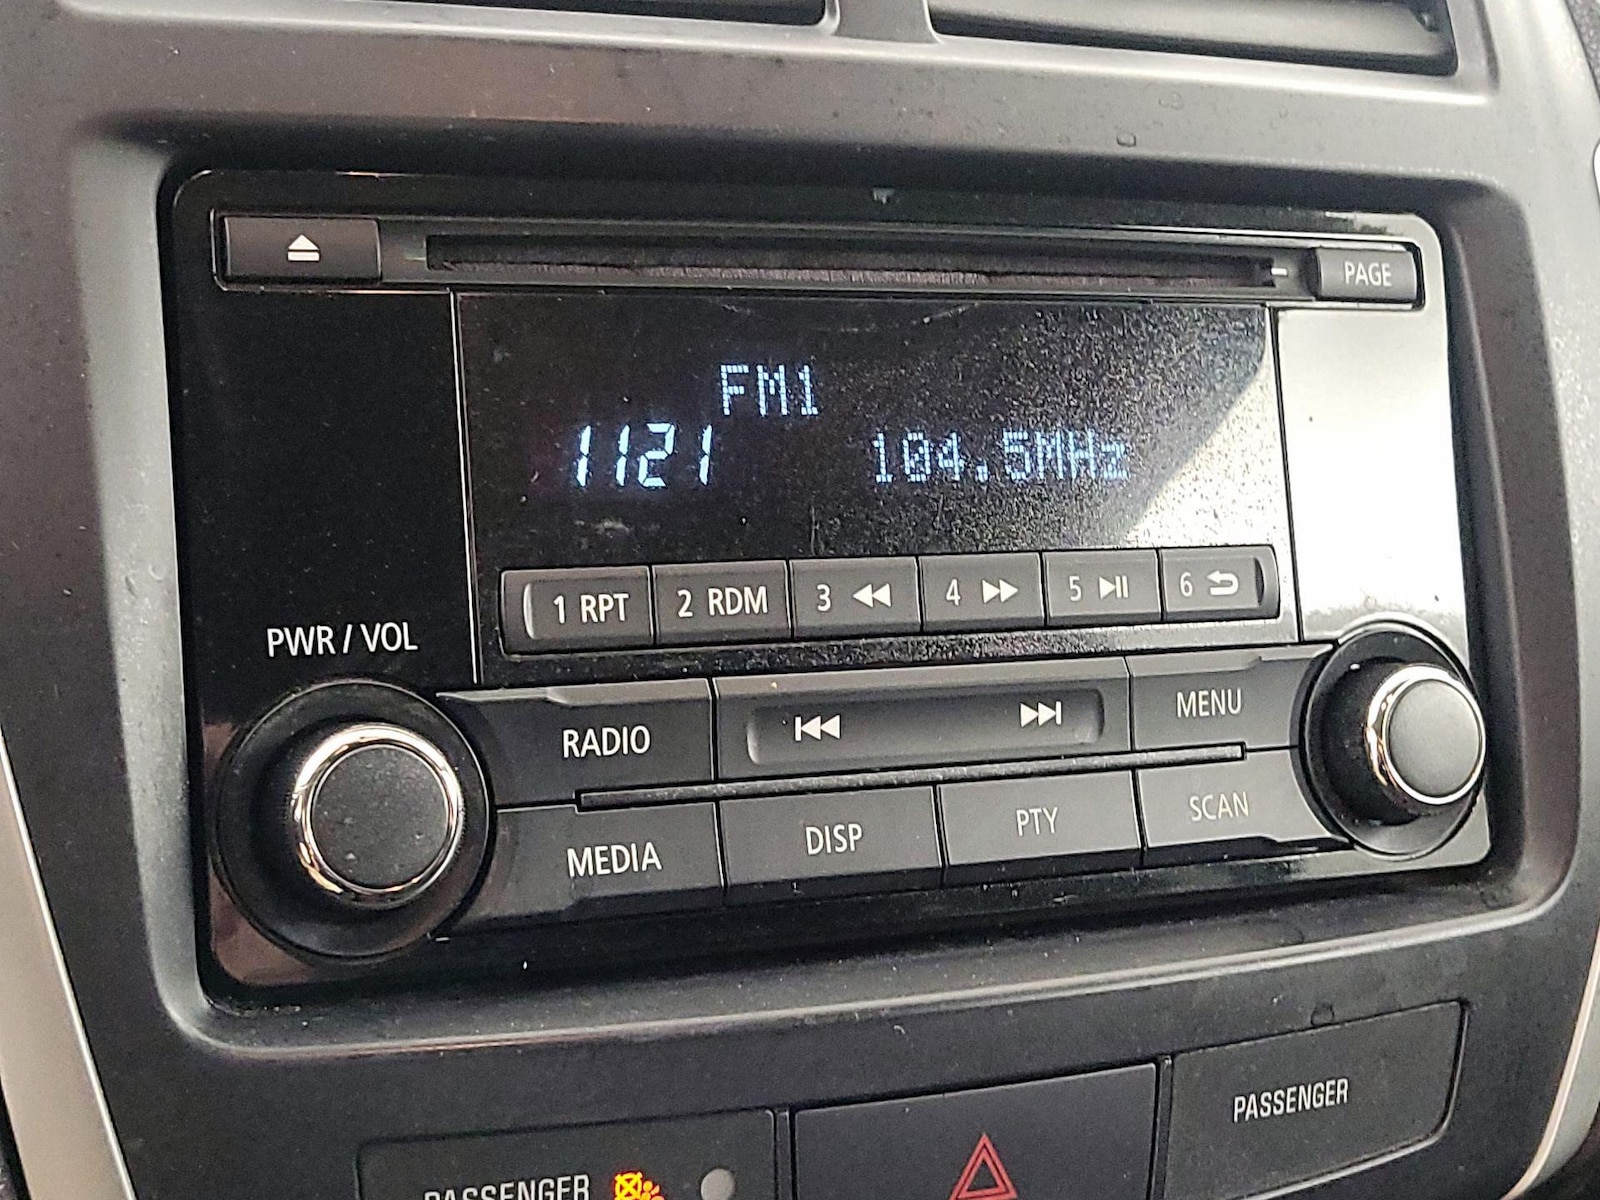 PAGE
FM1
1121 104.5MHz
1 RPT 2 RDM 3 4 5 6
PWR / VOL
RADIO MENU
MEDIA DISP PTY SCAN
PASSENGER
PASSENGER